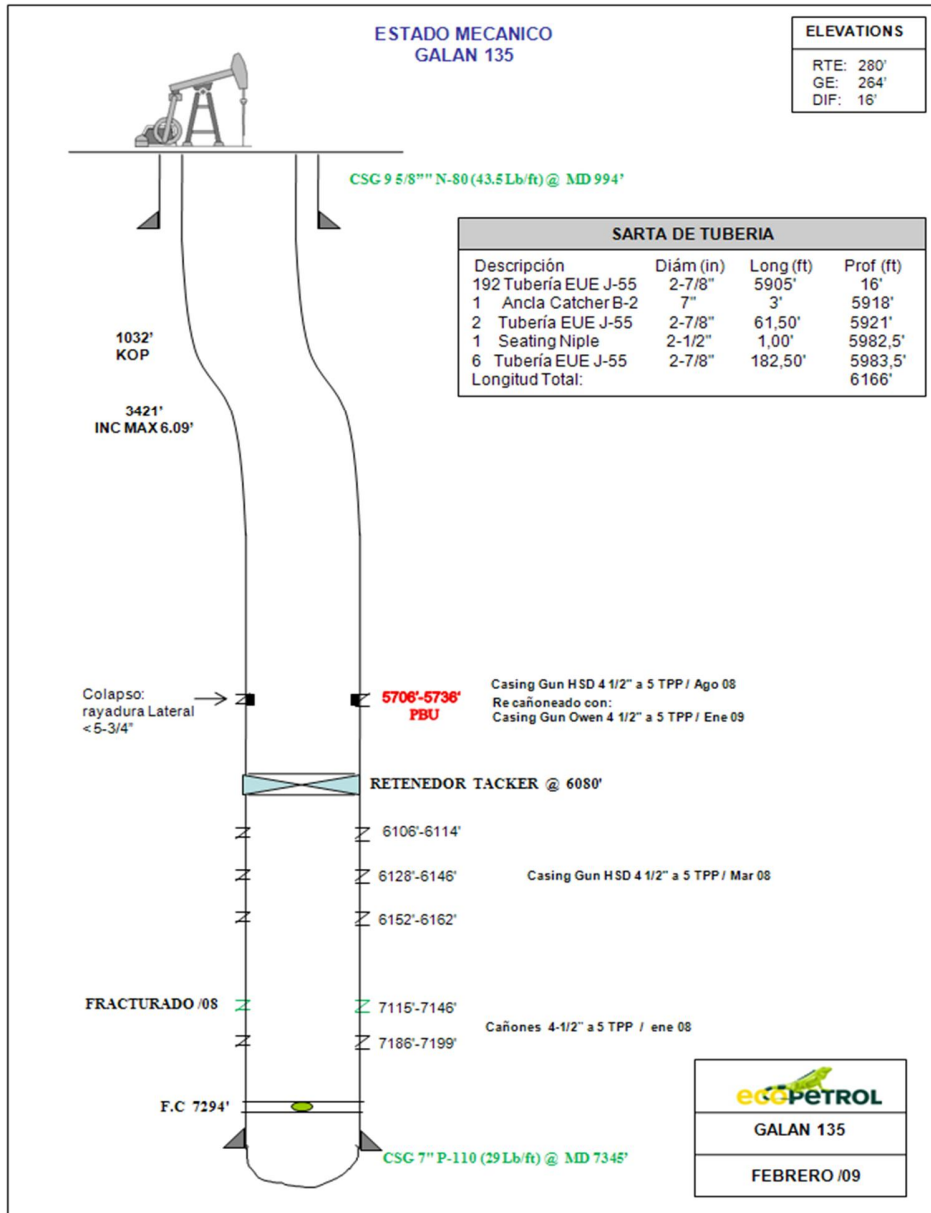 ESTADO MECANICO
GALAN 135
ELEVATIONS
RTE: 280'
GE: 264'
DIF: 16'
CSG 9 5/8"" N-80 (43.5 Lb/ft) @ MD 994'
SARTA DE TUBERIA
Descripción Diám (in) Long (ft) Prof (ft)
192 Tubería EUE J-55 2-7/8" 5905' 16'
1 Ancla Catcher B-2 7" 3' 5918'
2 Tubería EUE J-55 2-7/8" 61,50' 5921'
1 Seating Niple 2-1/2" 1,00' 5982,5'
6 Tubería EUE J-55 2-7/8" 182,50' 5983,5'
Longitud Total: 6166'
1032'
KOP
3421'
INC MAX 6.09'
Colapso:
rayadura Lateral
<5-3/4"
5706'-5736'
PBU
Casing Gun HSD 4 1/2" a 5 TPP / Ago 08
Re cañoneado con:
Casing Gun Owen 4 1/2" a 5 TPP / Ene 09
RETENEDOR TACKER @ 6080'
6106'-6114'
6128'-6146'
Casing Gun HSD 4 1/2" a 5 TPP / Mar 08
6152'-6162'
FRACTURADO /08
7115'-7146'
Cañones 4-1/2" a 5 TPP / ene 08
7186'-7199'
F.C 7294'
CSG 7" P-110 (29 Lb/ft) @ MD 7345'
ecoPETROL
GALAN 135
FEBRERO /09